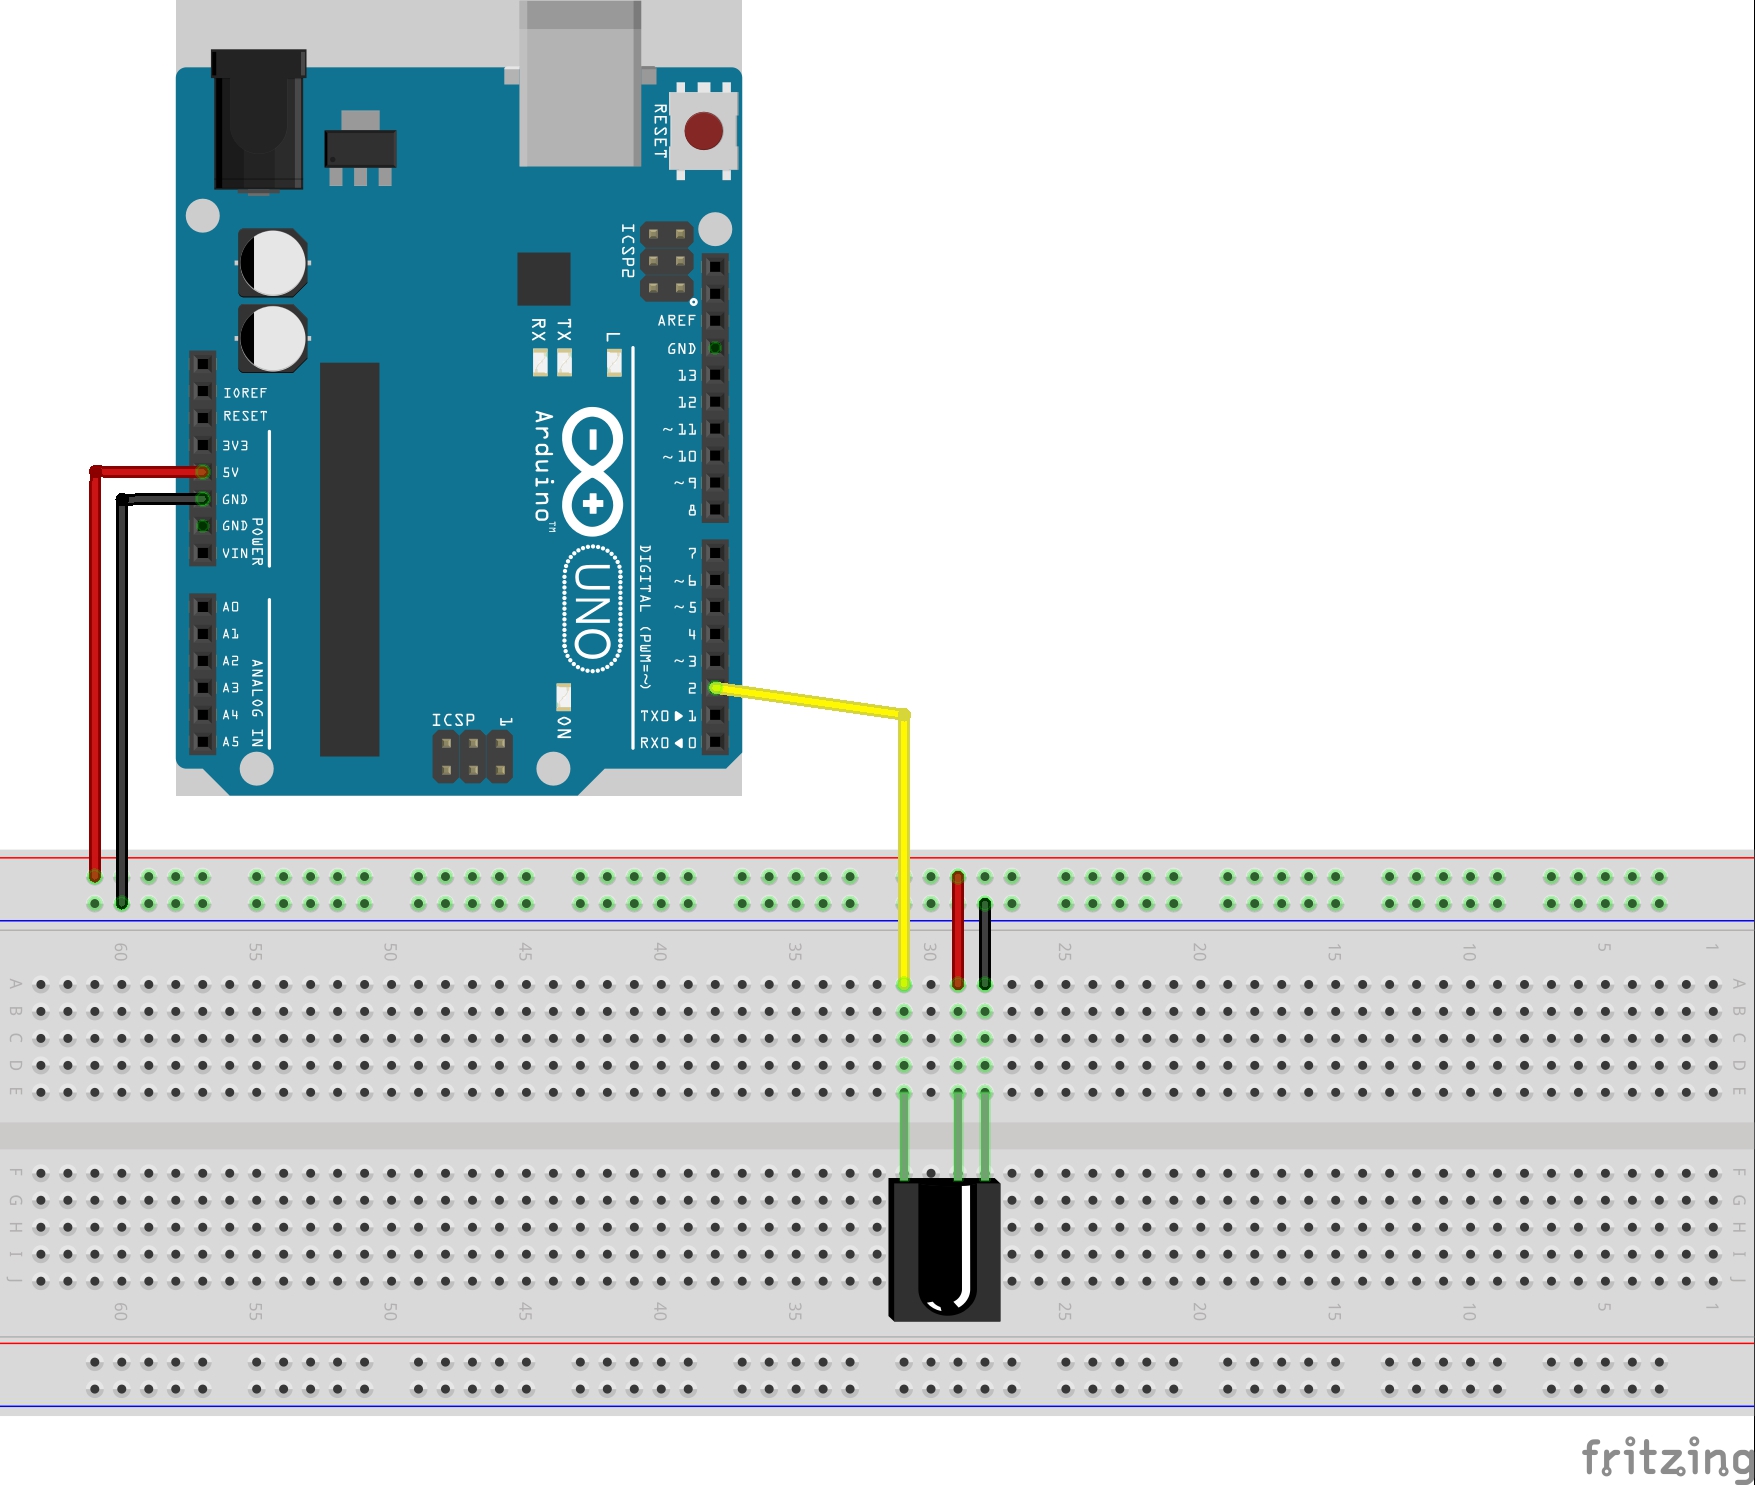 RESET
ICSP2
AREF
GND
RX
TX
L
13
12
~11
~10
~9
8
IOREF
RESET
3V3
5V
GND
GND
VIN
POWER
Arduino™
UNO
DIGITAL (PWM=~)
7
~6
~5
4
~3
2
TX0▶1
RX0◀0
A0
A1
A2
A3
A4
A5
ANALOG IN
ICSP
1
ON
60
55
50
45
40
35
30
25
20
15
10
5
1
A
B
C
D
E
A
B
C
D
E
F
G
H
I
J
F
G
H
I
J
60
55
50
45
40
35
25
20
15
10
5
1
fritzing